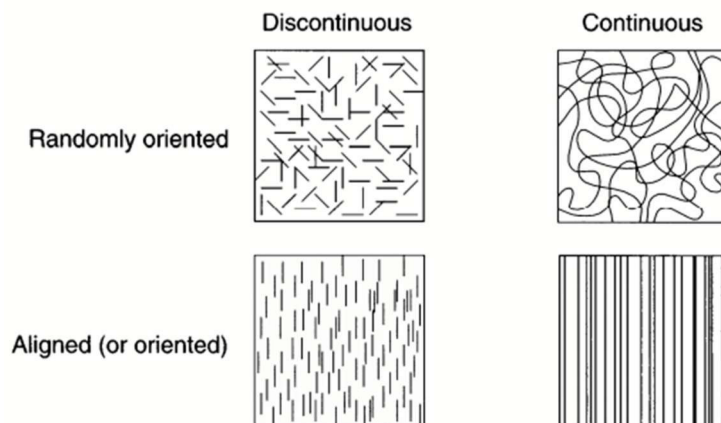 Discontinuous
Continuous
Randomly oriented
Aligned (or oriented)